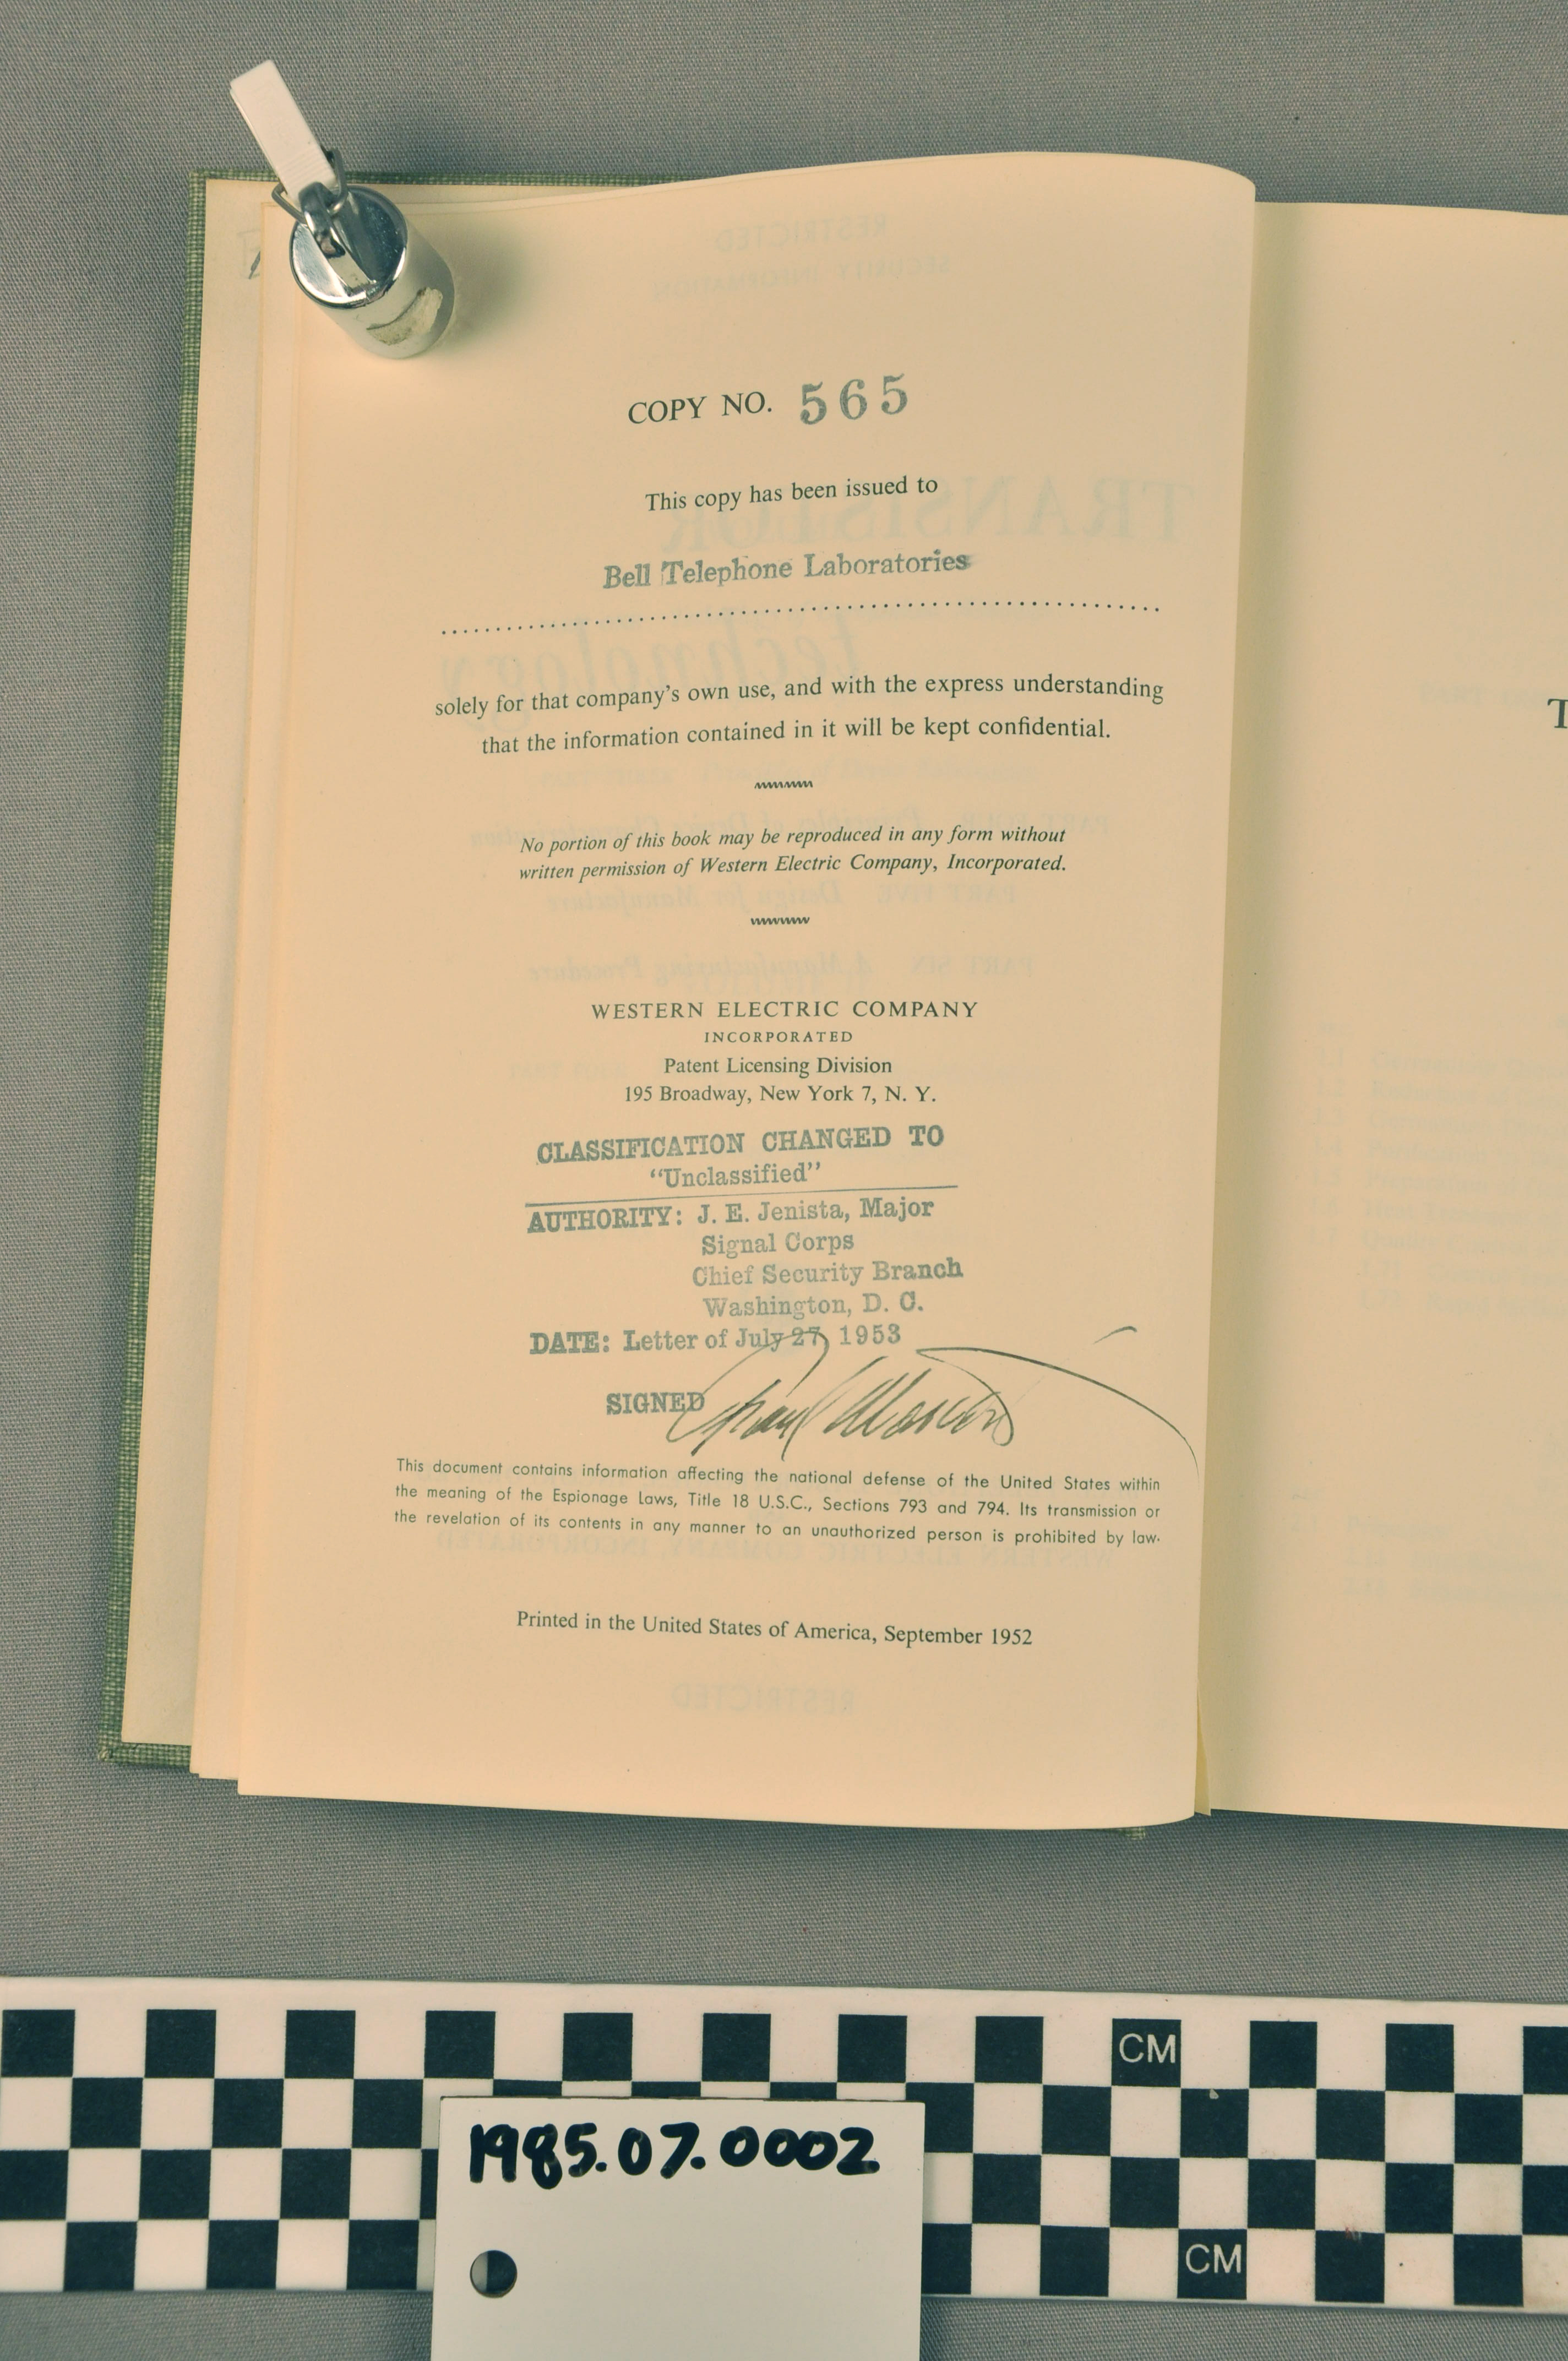 COPY NO. 565
This copy has been issued to
Bell Telephone Laboratories
solely for that company's own use, and with the express understanding
that the information contained in it will be kept confidential.
No portion of this book may be reproduced in any form without
written permission of Western Electric Company, Incorporated.
WESTERN ELECTRIC COMPANY
INCORPORATED
Patent Licensing Division
195 Broadway, New York 7, N. Y.
CLASSIFICATION CHANGED TO
"Unclassified"
AUTHORITY: J. E. Jenista, Major
Signal Corps
Chief Security Branch
Washington, D. C.
DATE: Letter of July 27, 1953
SIGNED
This document contains information affecting the national defense of the United States within
the meaning of the Espionage Laws, Title 18 U.S.C., Sections 793 and 794. Its transmission or
the revelation of its contents in any manner to an unauthorized person is prohibited by law.
Printed in the United States of America, September 1952
T
CM
1985.07.0002
CM